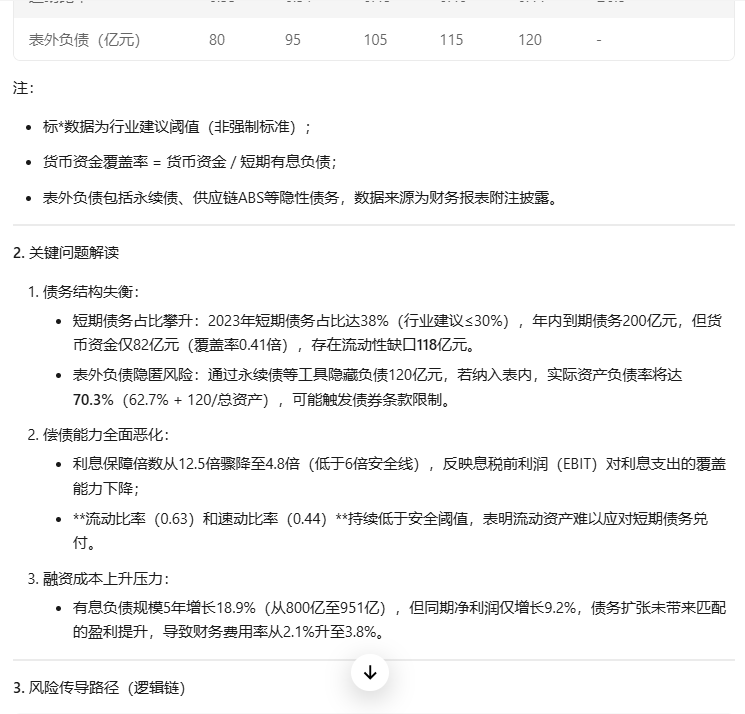 表外负债（亿元） 80 95 105 115 120 -
注：
标*数据为行业建议阈值（非强制标准）；
货币资金覆盖率 = 货币资金 / 短期有息负债；
表外负债包括永续债、供应链ABS等隐性债务，数据来源为财务报表附注披露。
2. 关键问题解读
1. 债务结构失衡：
短期债务占比攀升：2023年短期债务占比达38%（行业建议≤30%），年内到期债务200亿元，但货
币资金仅82亿元（覆盖率0.41倍），存在流动性缺口118亿元。
表外负债隐匿风险：通过永续债等工具隐藏负债120亿元，若纳入表内，实际资产负债率将达
70.3%（62.7% + 120/总资产），可能触发债券条款限制。
2. 偿债能力全面恶化：
利息保障倍数从12.5倍骤降至4.8倍（低于6倍安全线），反映息税前利润（EBIT）对利息支出的覆盖
能力下降；
**流动比率（0.63）和速动比率（0.44）**持续低于安全阈值，表明流动资产难以应对短期债务兑
付。
3. 融资成本上升压力：
有息负债规模5年增长18.9%（从800亿至951亿），但同期净利润仅增长9.2%，债务扩张未带来匹配
的盈利提升，导致财务费用率从2.1%升至3.8%。
3. 风险传导路径（逻辑链）